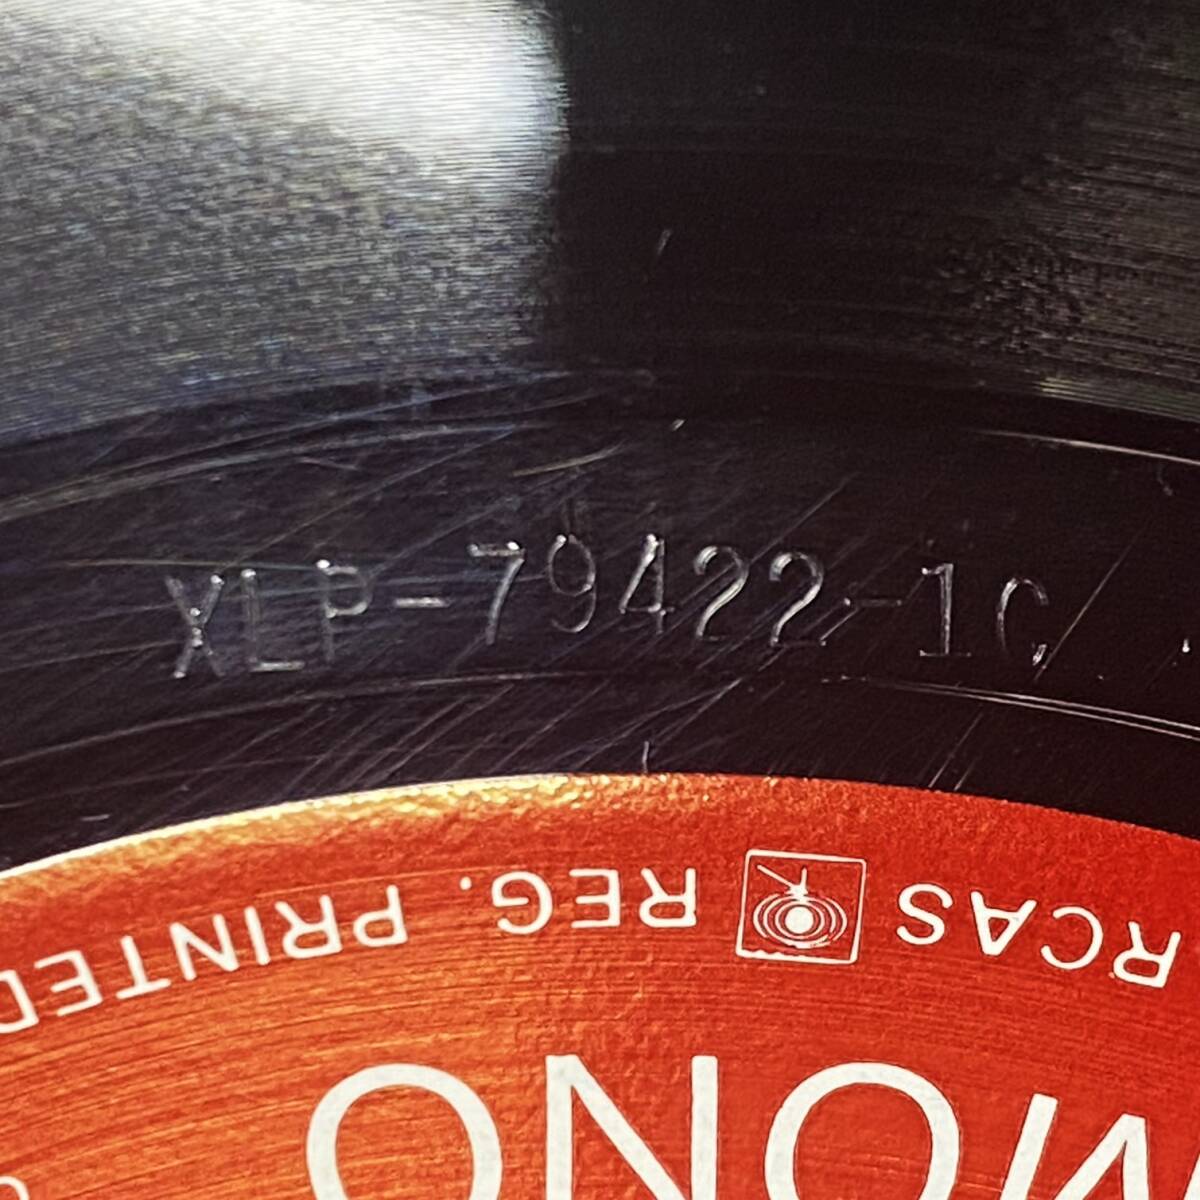 XLP-79422-1C
RCAS REG. PRINTED
MONO